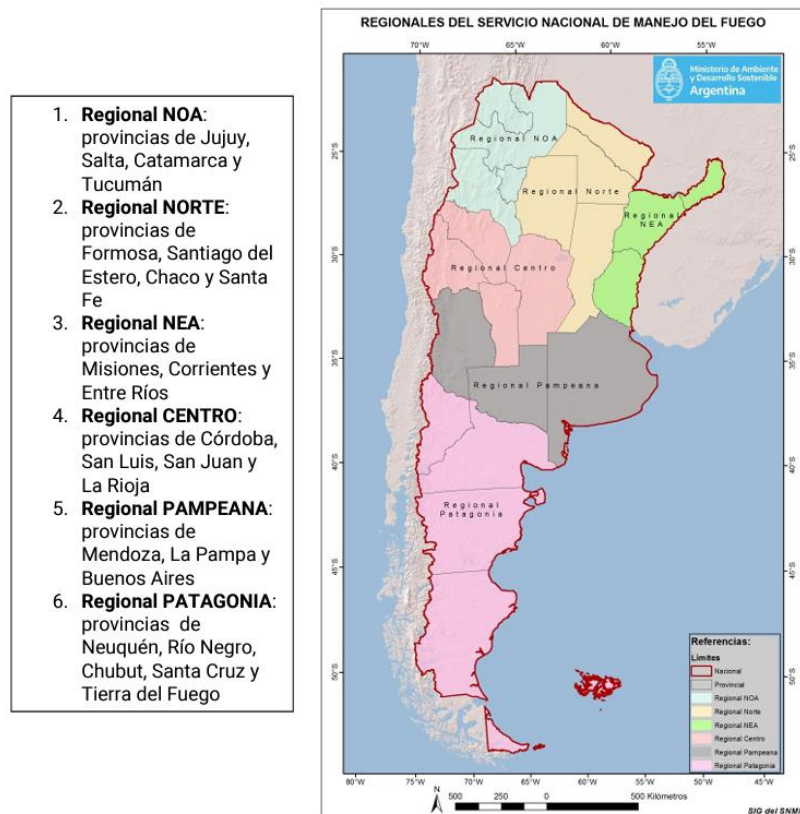 REGIONALES DEL SERVICIO NACIONAL DE MANEJO DEL FUEGO
1. Regional NOA:
provincias de Jujuy,
Salta, Catamarca y
Tucumán
2. Regional NORTE:
provincias de
Formosa, Santiago del
Estero, Chaco y Santa
Fe
3. Regional NEA:
provincias de
Misiones, Corrientes y
Entre Ríos
4. Regional CENTRO:
provincias de Córdoba,
San Luis, San Juan y
La Rioja
5. Regional PAMPEANA:
provincias de
Mendoza, La Pampa y
Buenos Aires
6. Regional PATAGONIA:
provincias de
Neuquén, Río Negro,
Chubut, Santa Cruz y
Tierra del Fuego
70°W 65°W 60°W 55°W
Ministerio de Ambiente
y Desarrollo Sostenible
Argentina
Regional NOA
Regional Norte
Regional
NEA
Regional Centro
Regional Pampeana
Regional
Patagonia
25°S 25°S
30°S 30°S
35°S 35°S
40°S 40°S
45°S 45°S
50°S 50°S
Referencias:
Límites
Nacional
Provincial
Regional NOA
Regional Norte
Regional NEA
Regional Centro
Regional Pampeana
Regional Patagonia
80°W 75°W 70°W 65°W 60°W 55°W 50°W 45°W
N
500 250 0 500 Kilómetros
SIG del SNMF